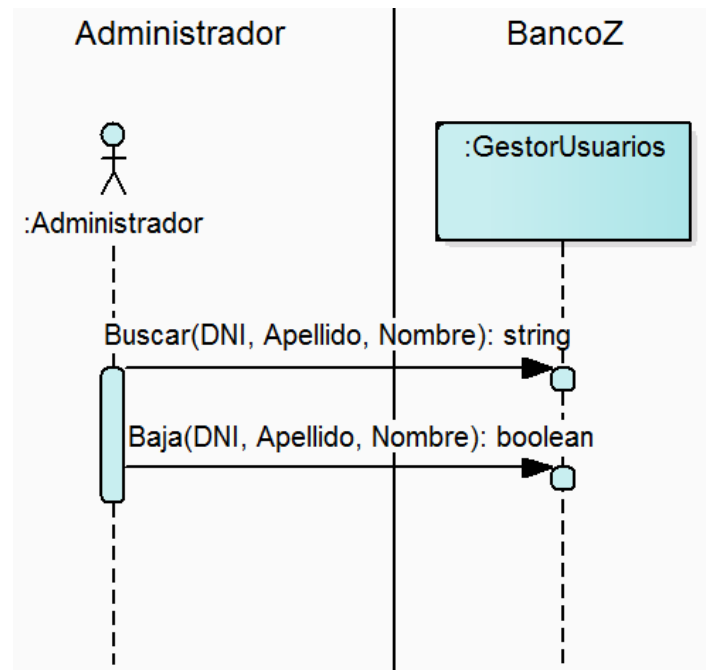 Administrador
BancoZ
:GestorUsuarios
:Administrador
Buscar(DNI, Apellido, Nombre): string
Baja(DNI, Apellido, Nombre): boolean